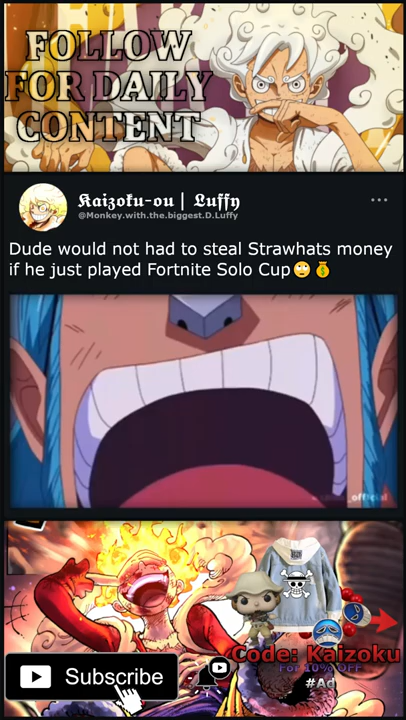 FOLLOW
FOR DAILY
CONTENT
Kaizoku-ou | Luffy
@Monkey.with.the.biggest.D.Luffy
Dude would not had to steal Strawhats money
if he just played Fortnite Solo Cup🙄💰
Code: Kaizoku
For 10% OFF
#Ad
Subscribe